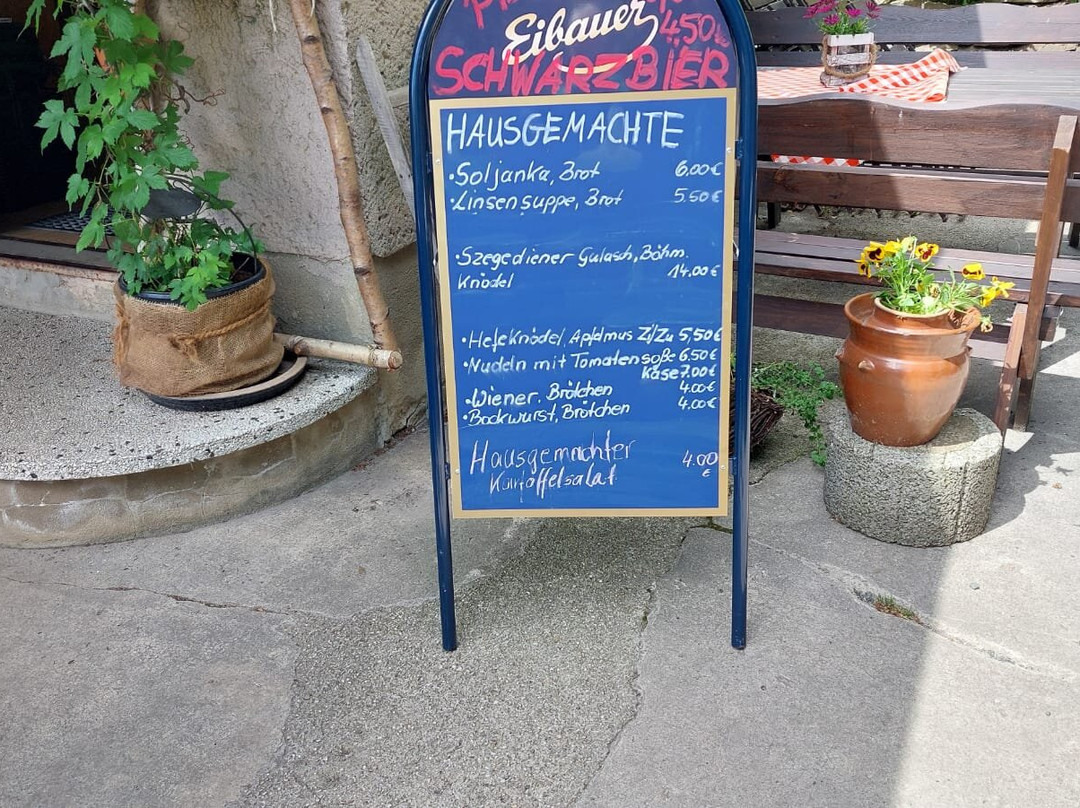 Eibauer 4.50
SCHWARZBIER
HAUSGEMACHTE
• Soljanka, Brot 6.00€
• Linsensuppe, Brot 5.50€
• Szegediener Gulasch, Böhm.
Knödel 14.00€
• Hefeknödel, Apfelmus Zi/Zu 5,50€
• Nudeln mit Tomatensoße 6.50€
Käse 7.00€
• Wiener. Brötchen 4.00€
• Bockwurst, Brötchen 4.00€
Hausgemachter 4.00
Kartoffelsalat €